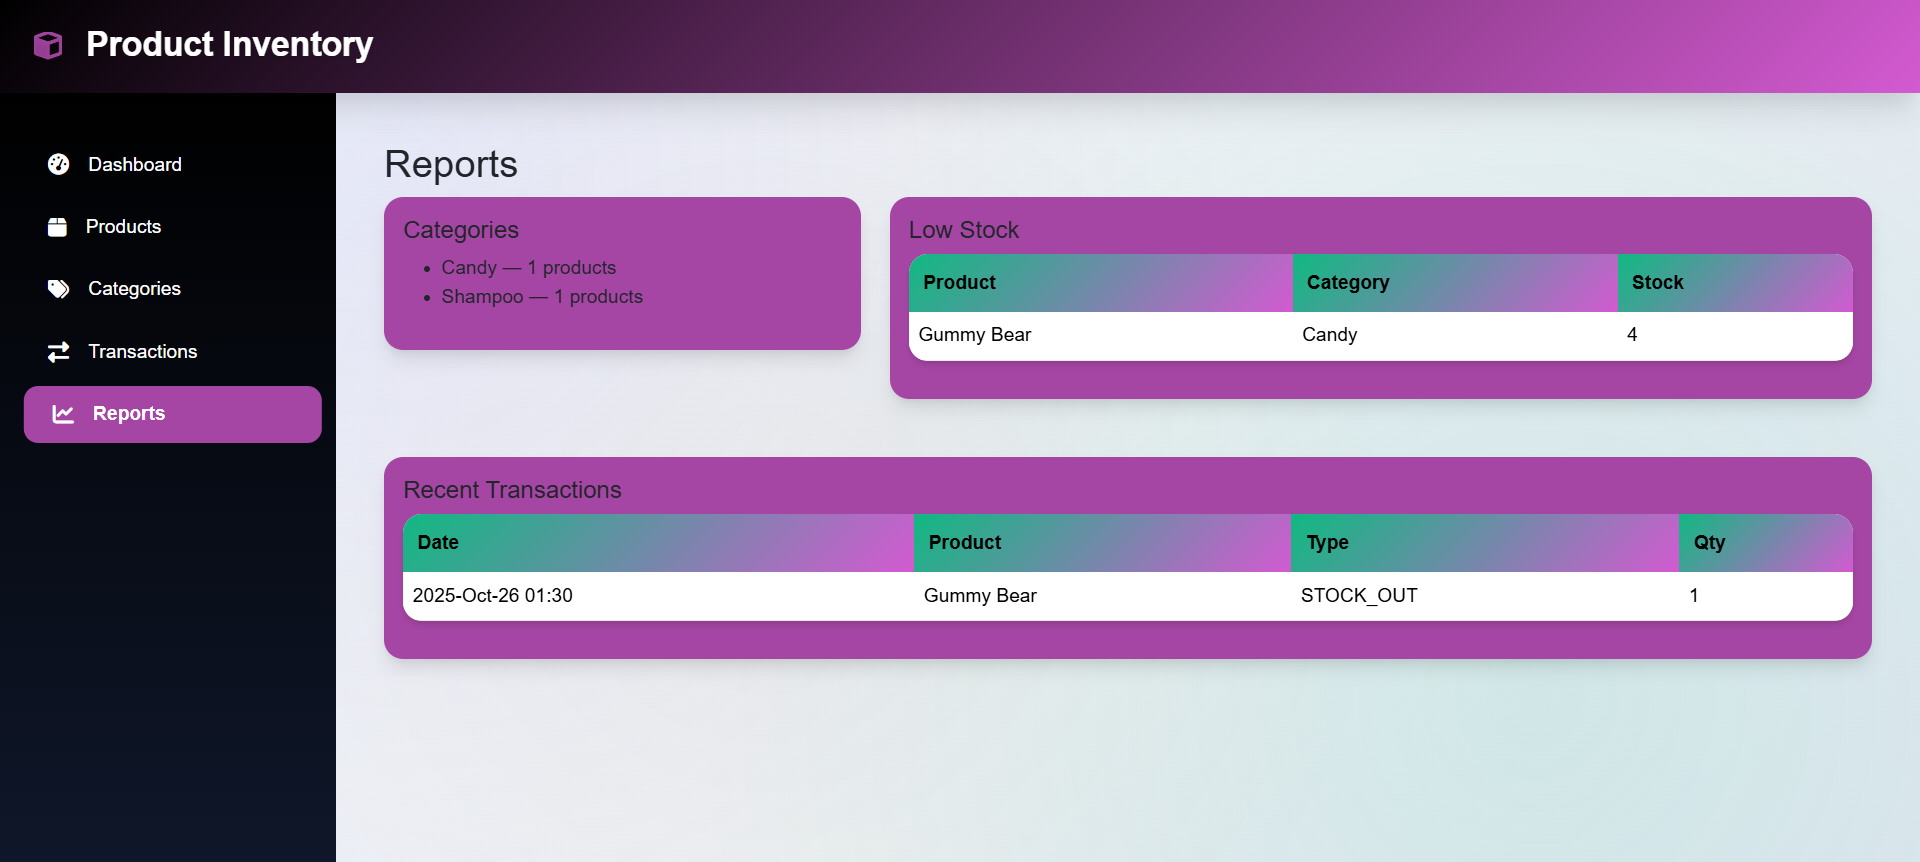 Product Inventory
Dashboard
Products
Categories
Transactions
Reports
Reports
Categories
• Candy — 1 products
• Shampoo — 1 products
Low Stock
Product Category Stock
Gummy Bear Candy 4
Recent Transactions
Date Product Type Qty
2025-Oct-26 01:30 Gummy Bear STOCK_OUT 1